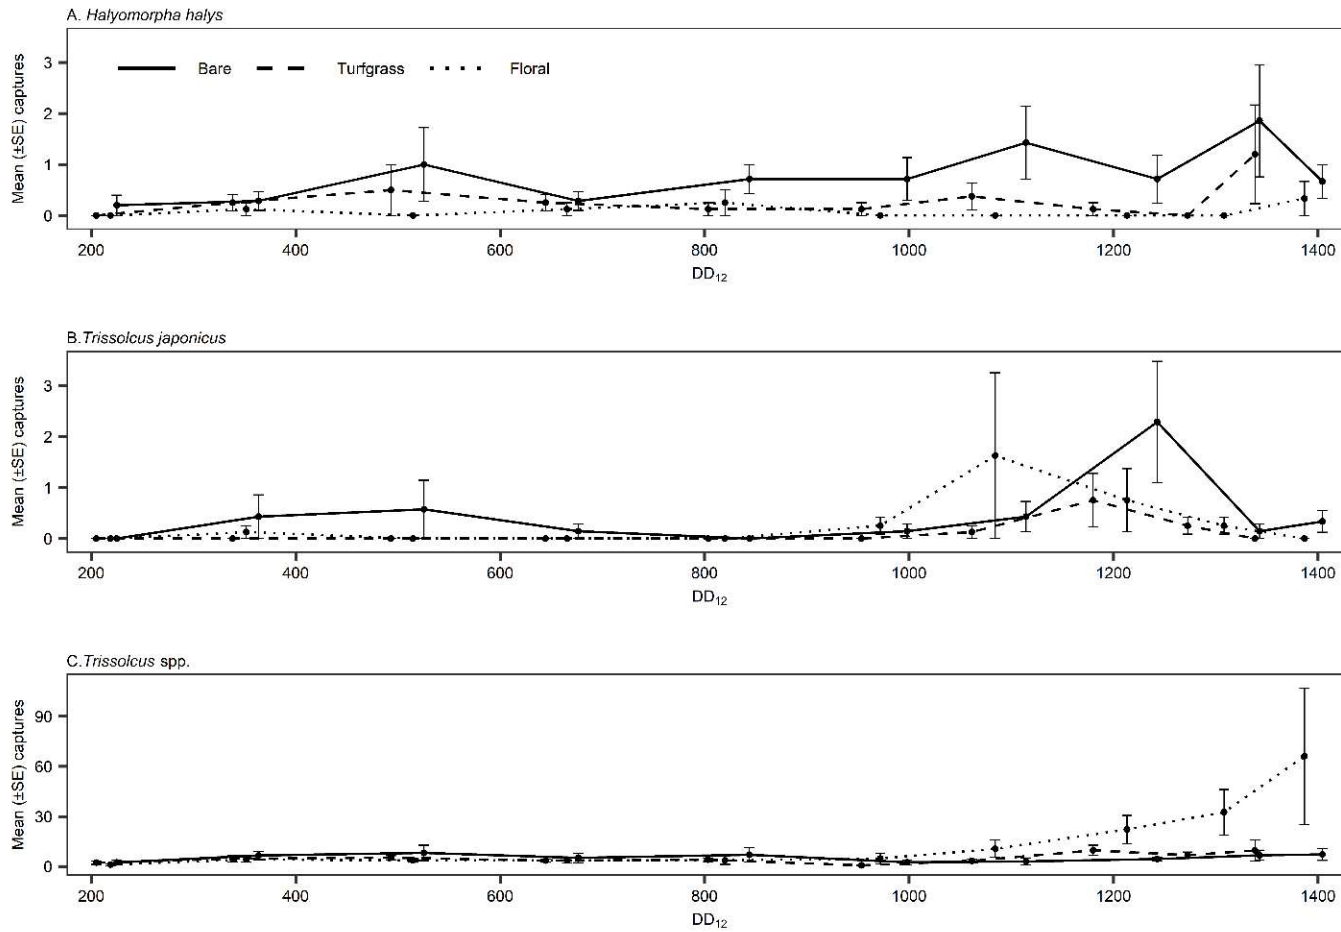 A. Halyomorpha halys
Mean (±SE) captures
3
2
1
0
Bare Turfgrass Floral
200 400 600 800 1000 1200 1400
DD12
B.Trissolcus japonicus
Mean (±SE) captures
3
2
1
0
200 400 600 800 1000 1200 1400
DD12
C.Trissolcus spp.
Mean (±SE) captures
90
60
30
0
200 400 600 800 1000 1200 1400
DD12